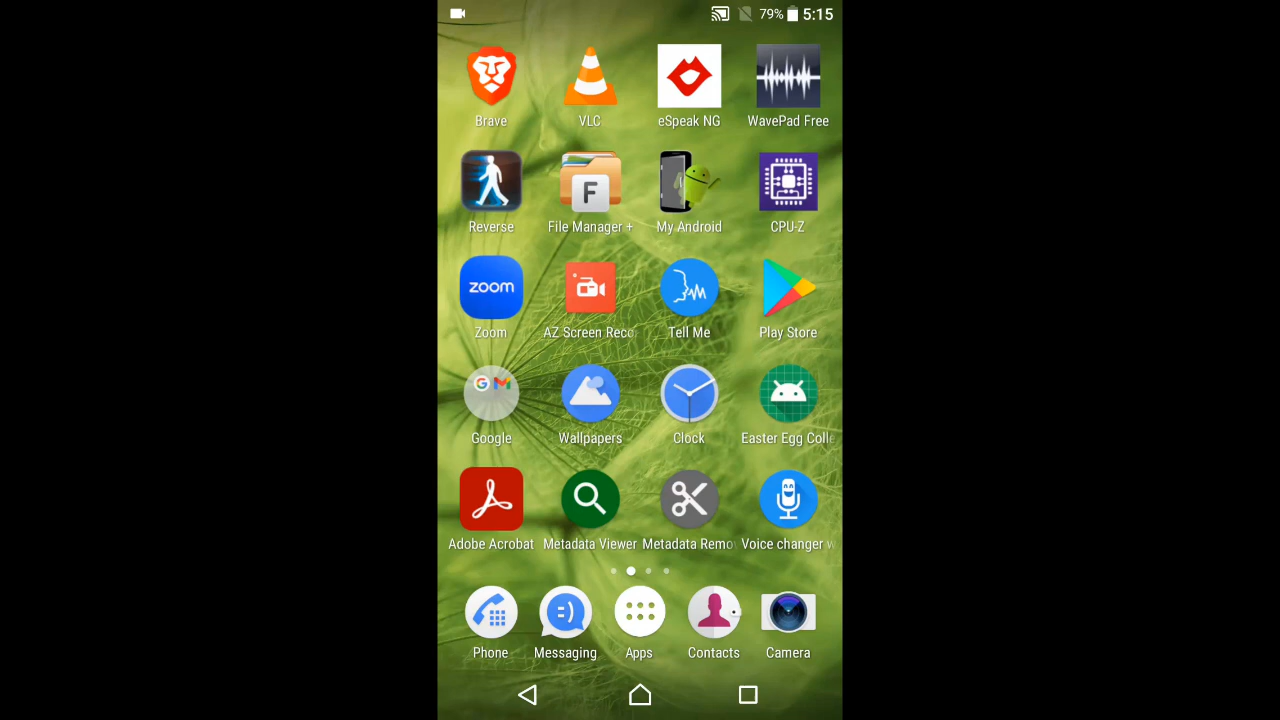 79% 5:15
Brave VLC eSpeak NG WavePad Free
F
Reverse File Manager + My Android CPU-Z
zoom
Zoom AZ Screen Reco Tell Me Play Store
G M
Google Wallpapers Clock Easter Egg Colle
Adobe Acrobat Metadata Viewer Metadata Remov Voice changer w
Phone Messaging Apps Contacts Camera